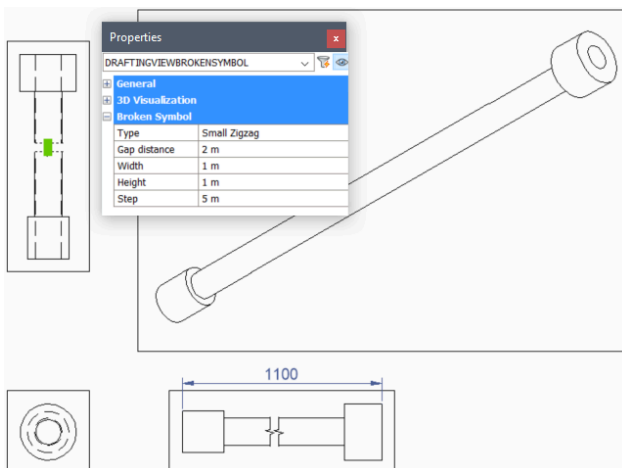 Properties
x
DRAFTINGVIEWBROKENSYMBOL
General
3D Visualization
Broken Symbol
Type Small Zigzag
Gap distance 2 m
Width 1 m
Height 1 m
Step 5 m
1100